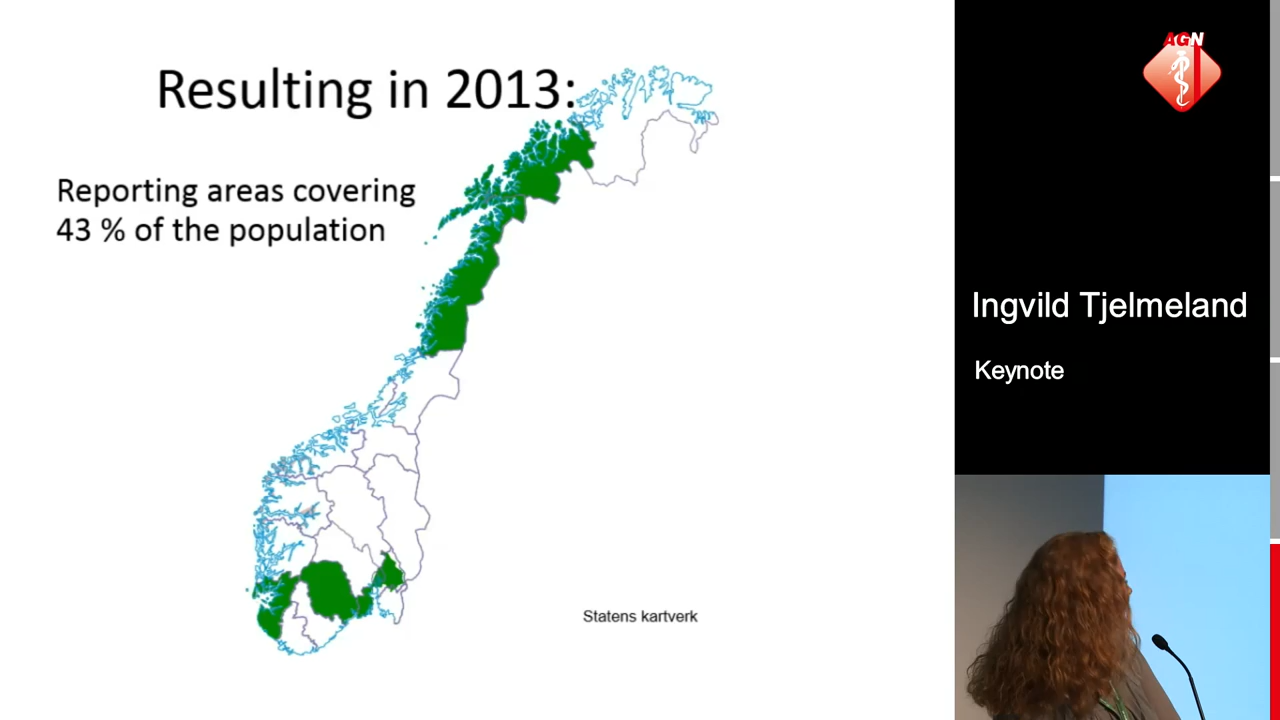 Resulting in 2013:
Reporting areas covering
43 % of the population
Statens kartverk
AGN
Ingvild Tjelmeland
Keynote